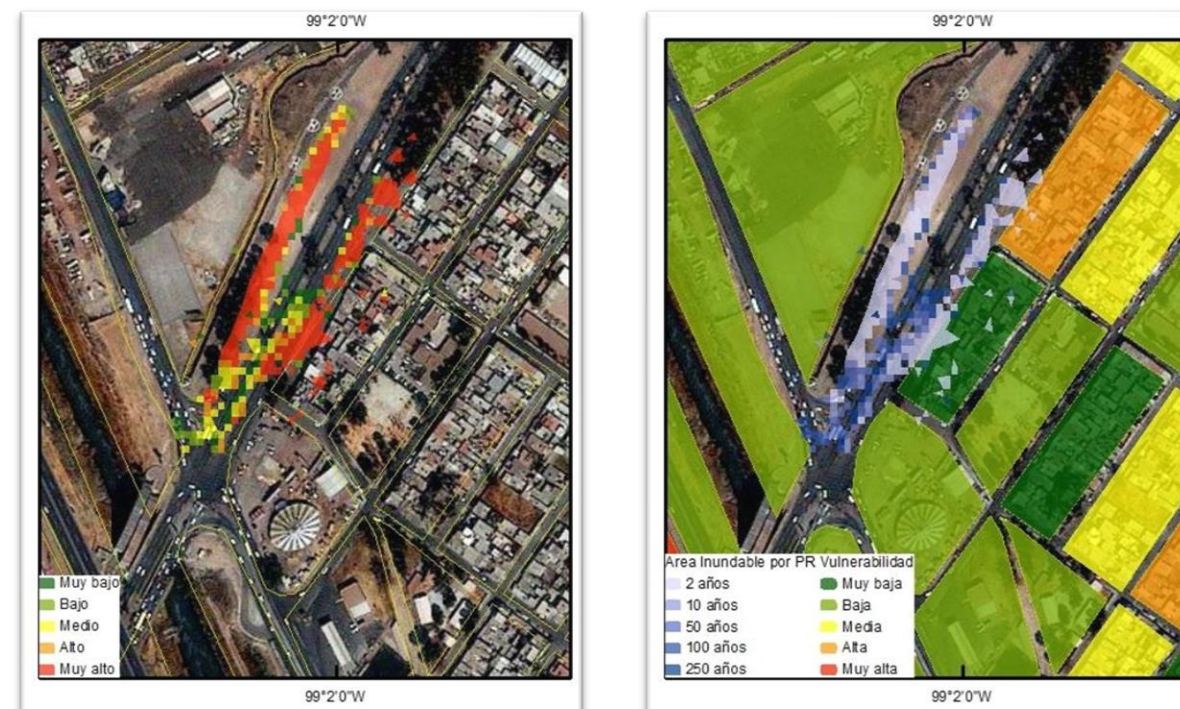 99°2'0"W
99°2'0"W
Muy bajo
Bajo
Medio
Alto
Muy alto
Area Inundable por PR Vulnerabilidad
2 años
Muy baja
10 años
Baja
50 años
Media
100 años
Alta
250 años
Muy alta
99°2'0"W
99°2'0"W